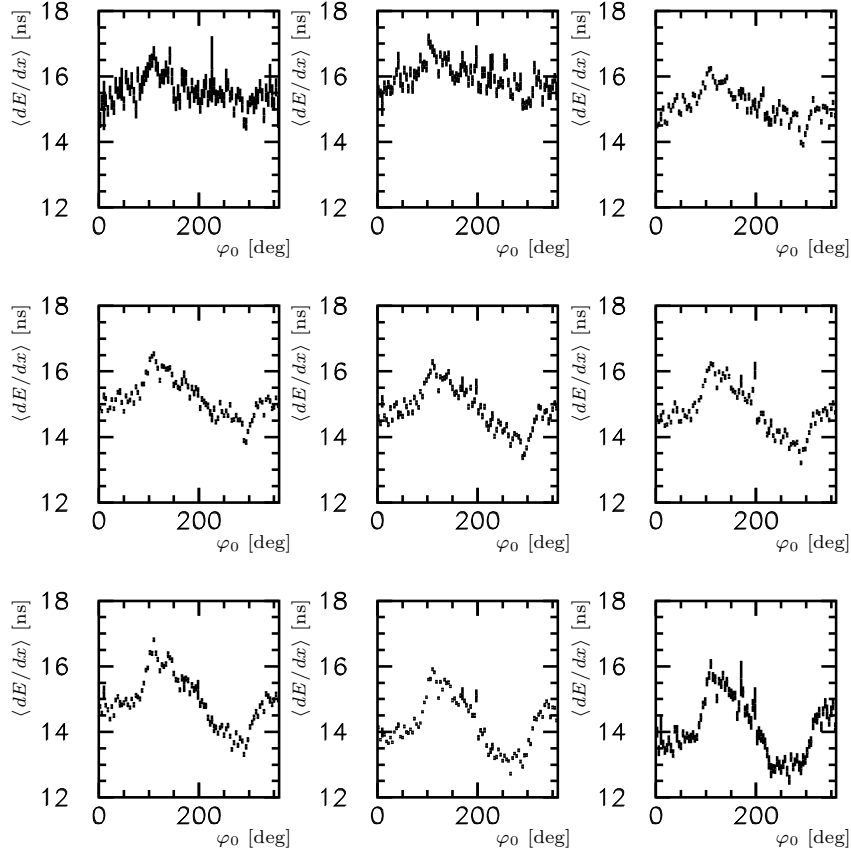 18 18 18
⟨dE/dx⟩ [ns] ⟨dE/dx⟩ [ns] ⟨dE/dx⟩ [ns]
16 16 16
14 14 14
12 12 12
0 200 0 200 0 200
φ₀ [deg] φ₀ [deg] φ₀ [deg]
18 18 18
⟨dE/dx⟩ [ns] ⟨dE/dx⟩ [ns] ⟨dE/dx⟩ [ns]
16 16 16
14 14 14
12 12 12
0 200 0 200 0 200
φ₀ [deg] φ₀ [deg] φ₀ [deg]
18 18 18
⟨dE/dx⟩ [ns] ⟨dE/dx⟩ [ns] ⟨dE/dx⟩ [ns]
16 16 16
14 14 14
12 12 12
0 200 0 200 0 200
φ₀ [deg] φ₀ [deg] φ₀ [deg]